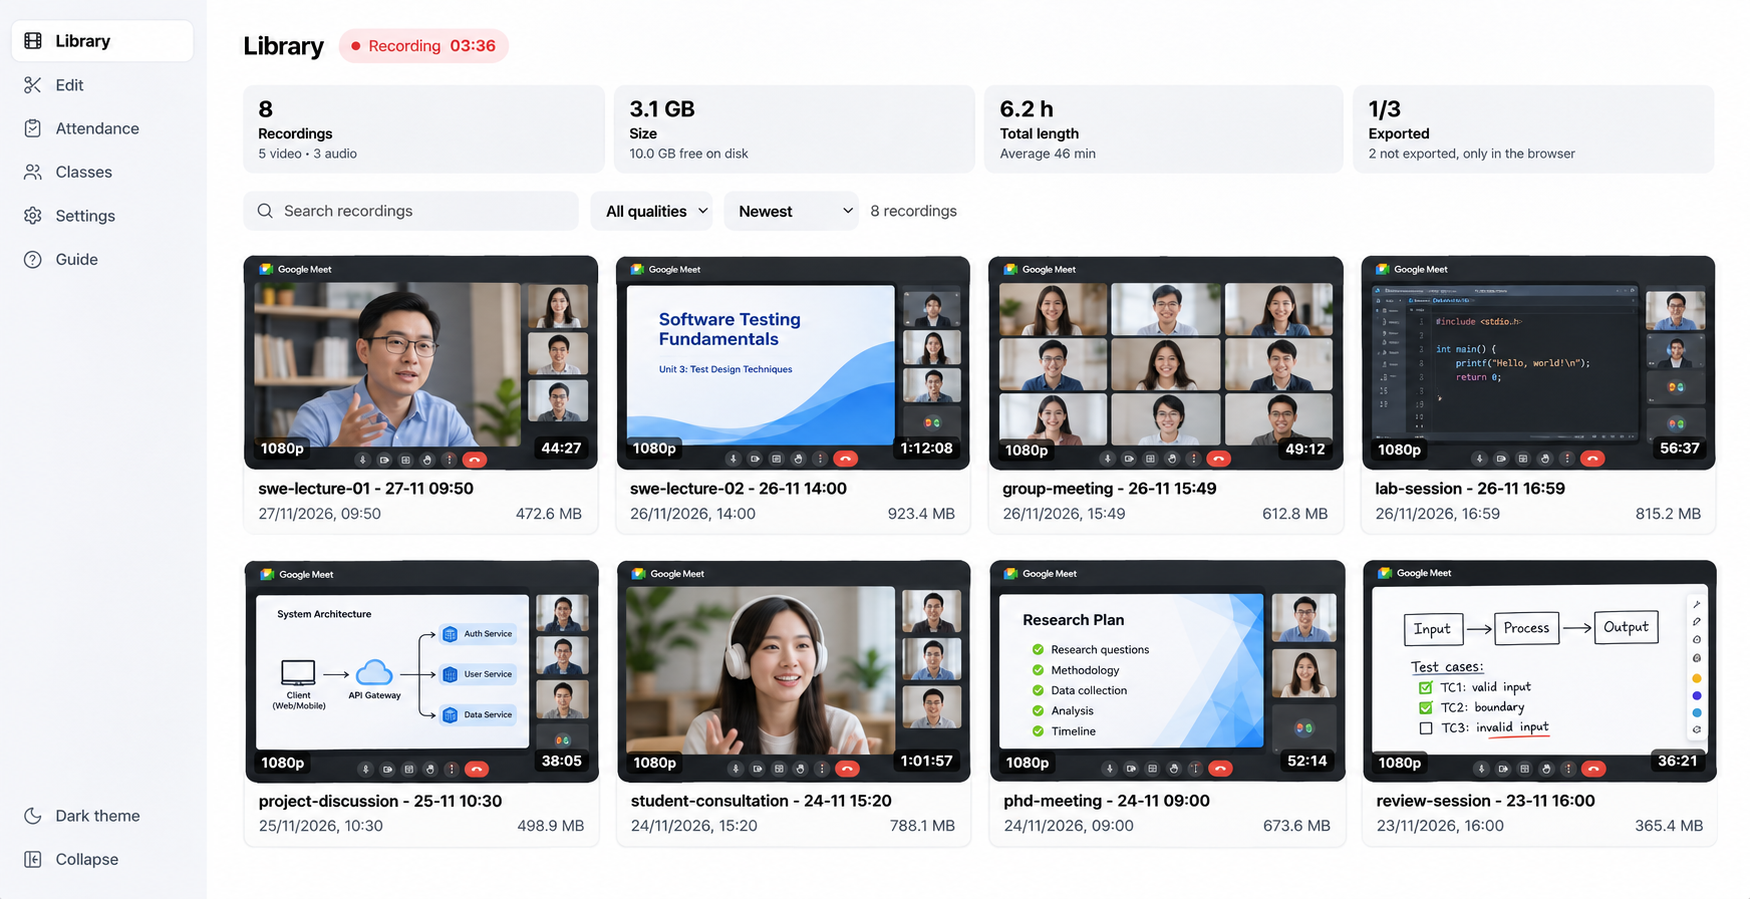 Library
Edit
Attendance
Classes
Settings
Guide
Dark theme
Collapse
Library
Recording 03:36
8
Recordings
5 video • 3 audio
3.1 GB
Size
10.0 GB free on disk
6.2 h
Total length
Average 46 min
1/3
Exported
2 not exported, only in the browser
Search recordings
All qualities
Newest
8 recordings
Google Meet
1080p
44:27
swe-lecture-01 - 27-11 09:50
27/11/2026, 09:50
472.6 MB
Google Meet
Software Testing
Fundamentals
Unit 3: Test Design Techniques
1080p
1:12:08
swe-lecture-02 - 26-11 14:00
26/11/2026, 14:00
923.4 MB
Google Meet
1080p
49:12
group-meeting - 26-11 15:49
26/11/2026, 15:49
612.8 MB
Google Meet
#include <stdio.h>
int main() {
printf("Hello, world!\n");
return 0;
1080p
56:37
lab-session - 26-11 16:59
26/11/2026, 16:59
815.2 MB
Google Meet
System Architecture
Client
(Web/Mobile)
API Gateway
Auth Service
User Service
Data Service
1080p
38:05
project-discussion - 25-11 10:30
25/11/2026, 10:30
498.9 MB
Google Meet
1080p
1:01:57
student-consultation - 24-11 15:20
24/11/2026, 15:20
788.1 MB
Google Meet
Research Plan
Research questions
Methodology
Data collection
Analysis
Timeline
1080p
52:14
phd-meeting - 24-11 09:00
24/11/2026, 09:00
673.6 MB
Google Meet
Input
Process
Output
Test cases:
TC1: valid input
TC2: boundary
TC3: invalid input
1080p
36:21
review-session - 23-11 16:00
23/11/2026, 16:00
365.4 MB